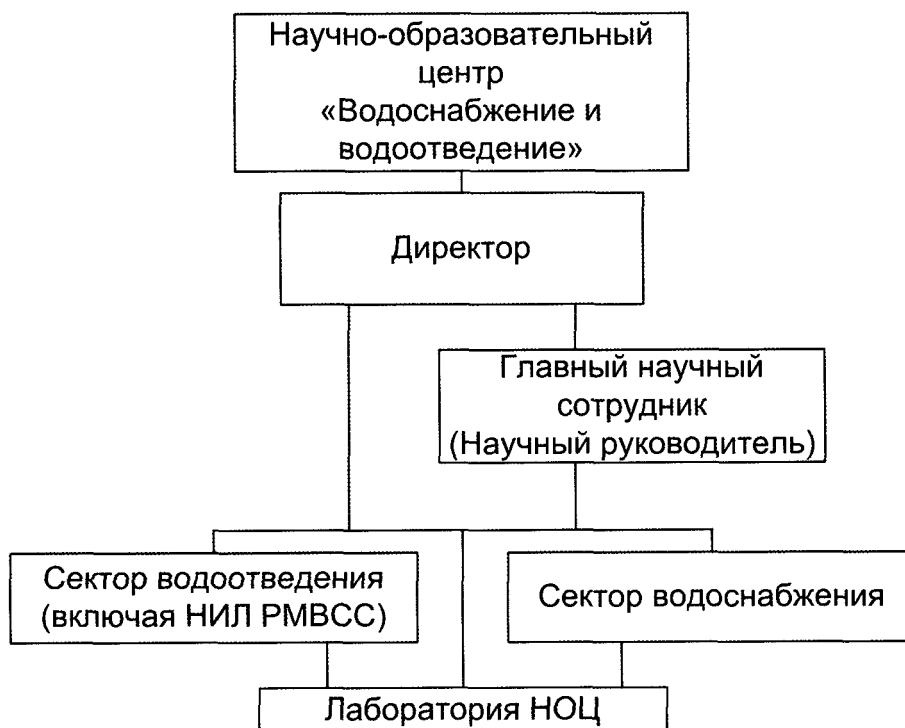 Научно-образовательный
центр
«Водоснабжение и
водоотведение»
Директор
Главный научный
сотрудник
(Научный руководитель)
Сектор водоотведения
(включая НИЛ РМВСС)
Сектор водоснабжения
Лаборатория НОЦ